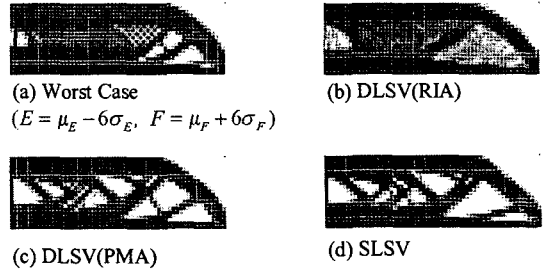 (a) Worst Case
(E = μ_E − 6σ_E, F = μ_F + 6σ_F)
(b) DLSV(RIA)
(c) DLSV(PMA)
(d) SLSV